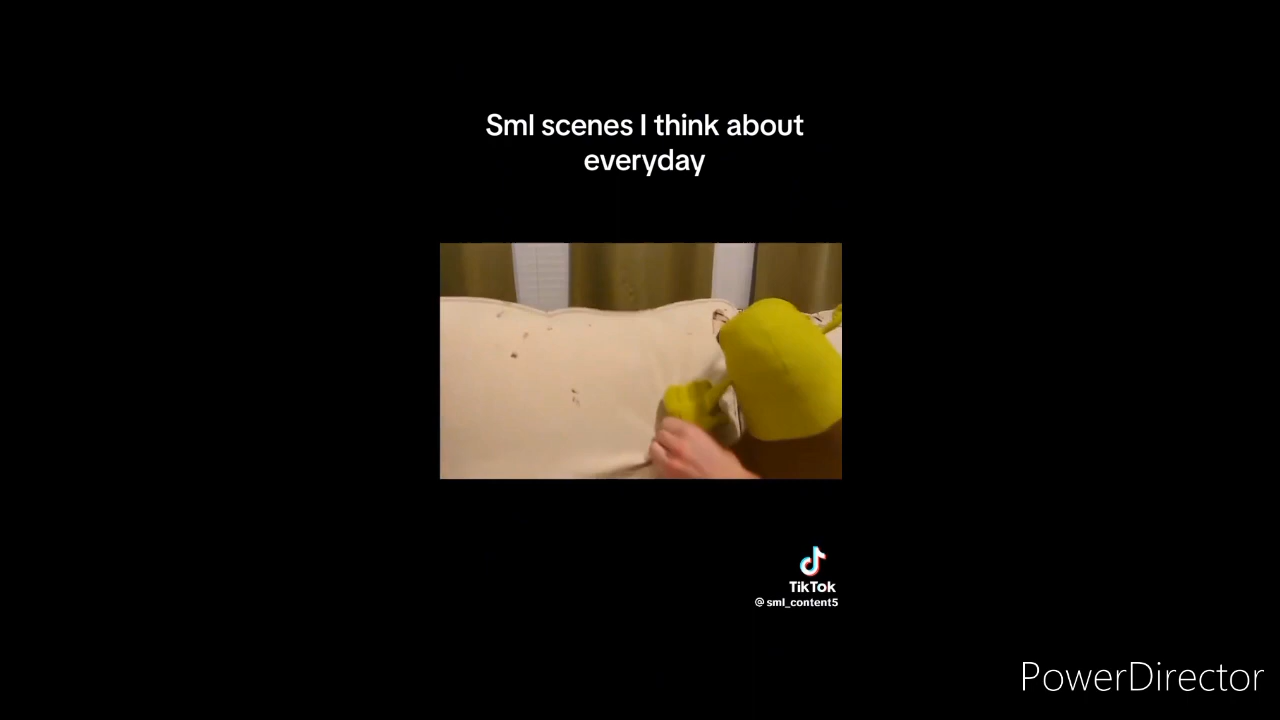 Sml scenes I think about
everyday
TikTok
@ sml_content5
PowerDirector